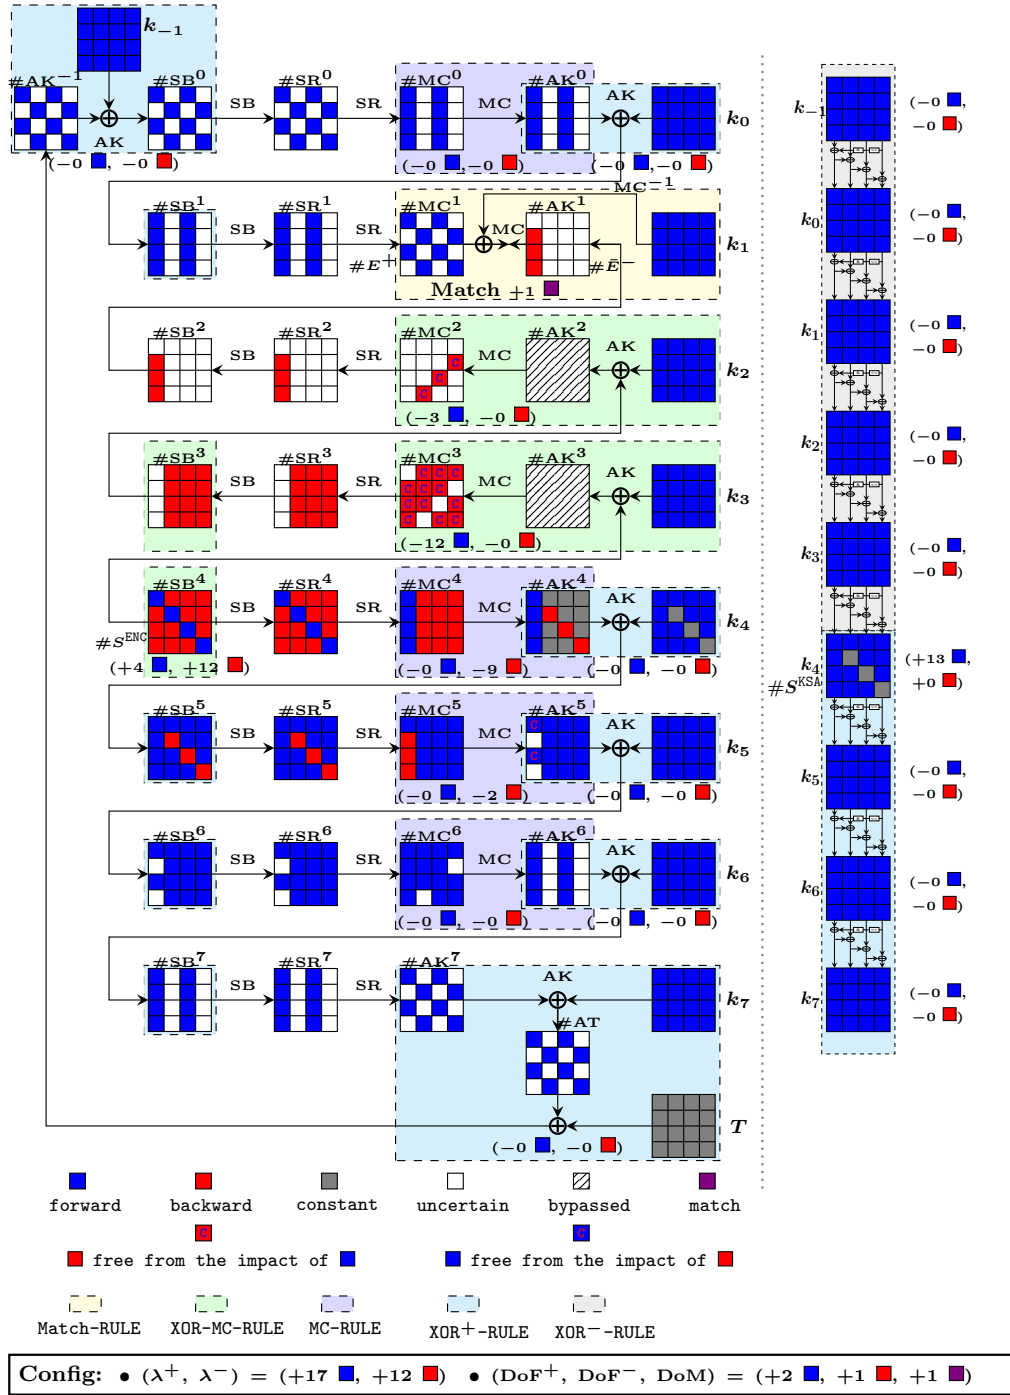 k₋₁
#AK⁻¹ #SB⁰ SB #SR⁰ SR #MC⁰ MC #AK⁰ AK k₀
AK
(−0 , −0 ) (−0 ,−0 ) (−0 ,−0 )
MC⁻¹
#SB¹ SB #SR¹ SR #MC¹ MC #AK¹ k₁
#E⁺ #Ē⁻
Match +1
#SB² SB #SR² SR #MC² MC #AK² AK k₂
C
C
C
(−3 , −0 )
#SB³ SB #SR³ SR #MC³ MC #AK³ AK k₃
C C C
C C C
C C C
C C C
(−12 , −0 )
#SB⁴ SB #SR⁴ SR #MC⁴ MC #AK⁴ AK k₄
#Sᴱᴺᶜ
(+4 , +12 ) (−0 , −9 ) (−0 , −0 )
#SB⁵ SB #SR⁵ SR #MC⁵ MC #AK⁵ AK k₅
C
C
(−0 , −2 ) (−0 , −0 )
#SB⁶ SB #SR⁶ SR #MC⁶ MC #AK⁶ AK k₆
(−0 , −0 ) (−0 , −0 )
#SB⁷ SB #SR⁷ SR #AK⁷ AK k₇
#AT
T
(−0 , −0 )
k₋₁ (−0 ,
−0 )
k₀ (−0 ,
−0 )
k₁ (−0 ,
−0 )
k₂ (−0 ,
−0 )
k₃ (−0 ,
−0 )
k₄ (+13 ,
#Sᴷˢᴬ +0 )
k₅ (−0 ,
−0 )
k₆ (−0 ,
−0 )
k₇ (−0 ,
−0 )
forward backward constant uncertain bypassed match
C C
free from the impact of free from the impact of
Match-RULE XOR-MC-RULE MC-RULE XOR⁺-RULE XOR⁻-RULE
Config: • (λ⁺, λ⁻) = (+17 , +12 ) • (DoF⁺, DoF⁻, DoM) = (+2 , +1 , +1 )